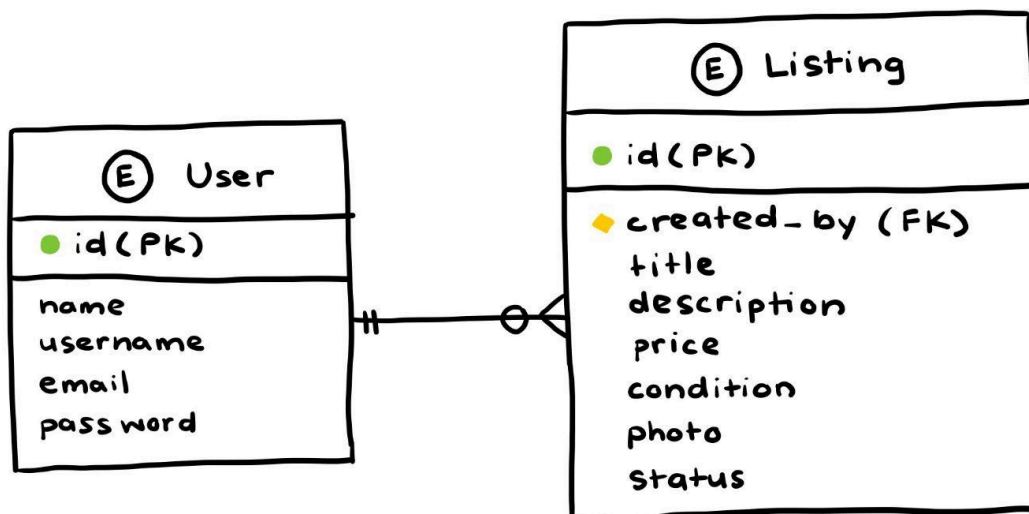 E User
id (PK)
name
username
email
password
E Listing
id (PK)
created_by (FK)
title
description
price
condition
photo
status